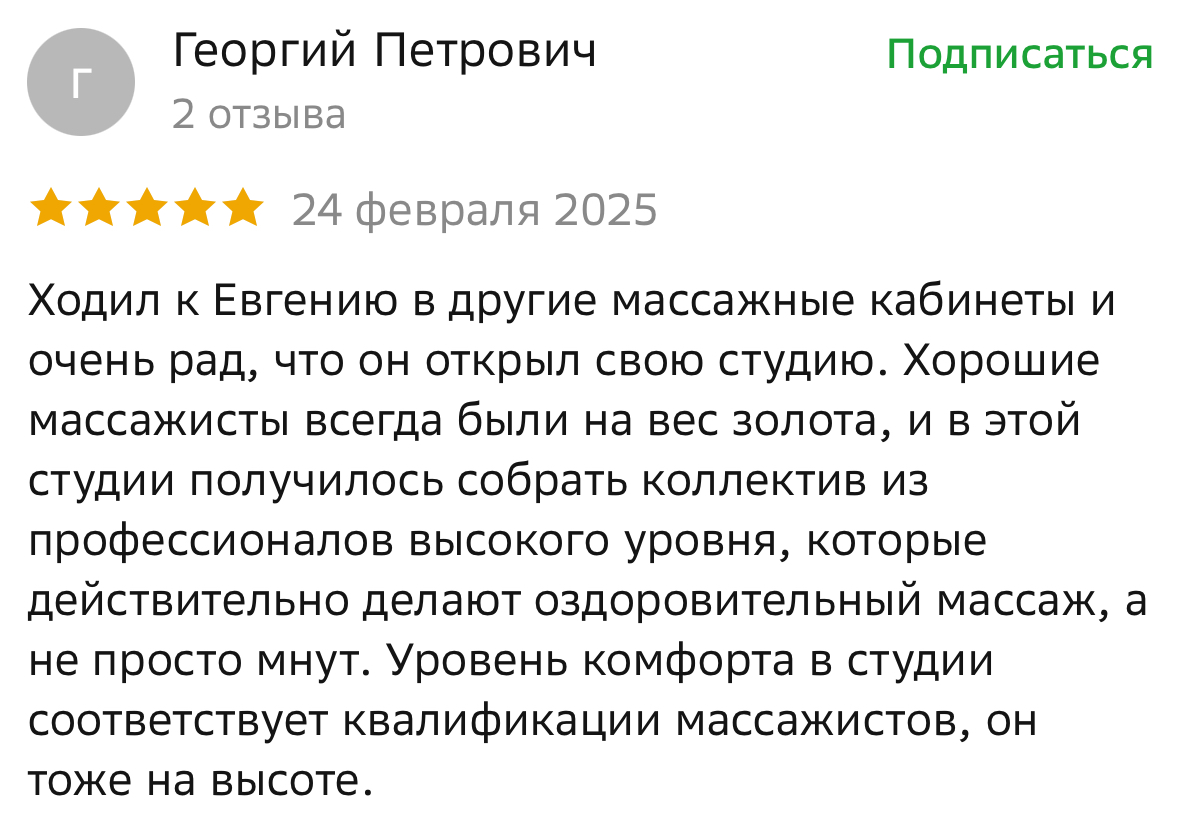 Г
Георгий Петрович
Подписаться
2 отзыва
24 февраля 2025
Ходил к Евгению в другие массажные кабинеты и
очень рад, что он открыл свою студию. Хорошие
массажисты всегда были на вес золота, и в этой
студии получилось собрать коллектив из
профессионалов высокого уровня, которые
действительно делают оздоровительный массаж, а
не просто мнут. Уровень комфорта в студии
соответствует квалификации массажистов, он
тоже на высоте.